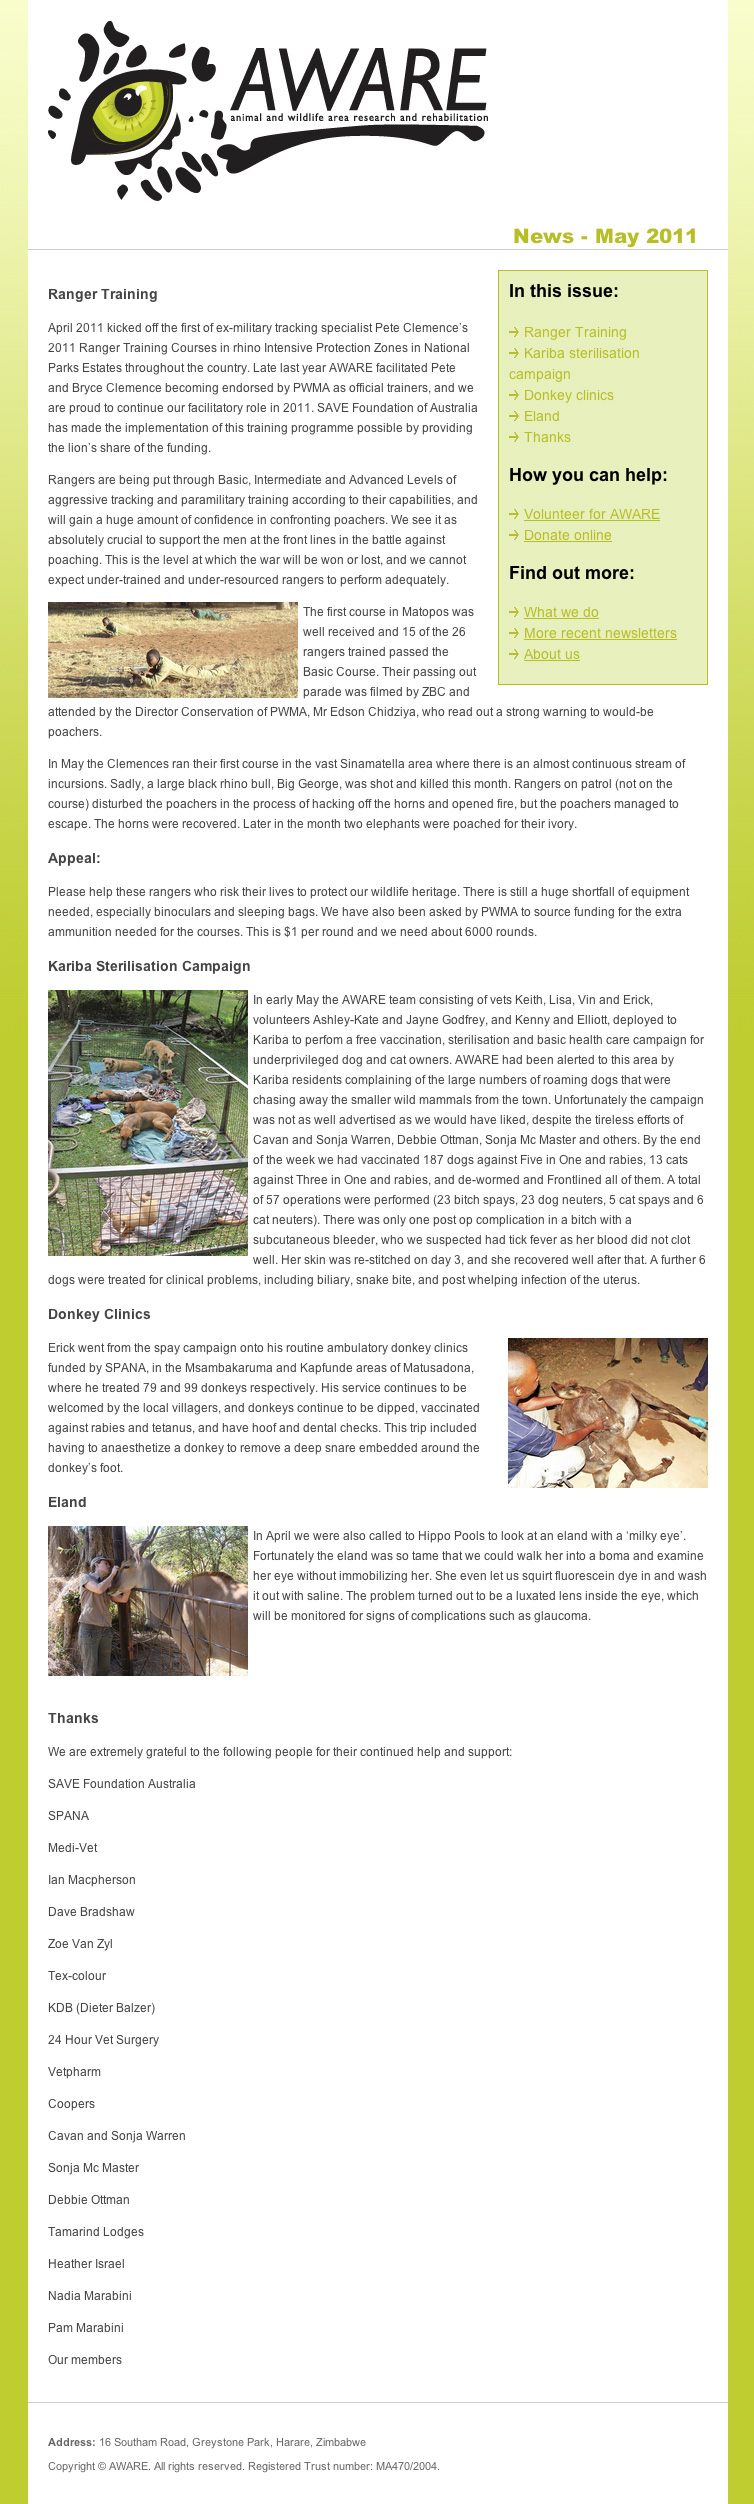 AWARE
animal and wildlife area research and rehabilitation
News - May 2011
Ranger Training
April 2011 kicked off the first of ex-military tracking specialist Pete Clemence’s
2011 Ranger Training Courses in rhino Intensive Protection Zones in National
Parks Estates throughout the country. Late last year AWARE facilitated Pete
and Bryce Clemence becoming endorsed by PWMA as official trainers, and we
are proud to continue our facilitatory role in 2011. SAVE Foundation of Australia
has made the implementation of this training programme possible by providing
the lion’s share of the funding.
Rangers are being put through Basic, Intermediate and Advanced Levels of
aggressive tracking and paramilitary training according to their capabilities, and
will gain a huge amount of confidence in confronting poachers. We see it as
absolutely crucial to support the men at the front lines in the battle against
poaching. This is the level at which the war will be won or lost, and we cannot
expect under-trained and under-resourced rangers to perform adequately.
The first course in Matopos was
well received and 15 of the 26
rangers trained passed the
Basic Course. Their passing out
parade was filmed by ZBC and
attended by the Director Conservation of PWMA, Mr Edson Chidziya, who read out a strong warning to would-be
poachers.
In this issue:
Ranger Training
Kariba sterilisation
campaign
Donkey clinics
Eland
Thanks
How you can help:
Volunteer for AWARE
Donate online
Find out more:
What we do
More recent newsletters
About us
In May the Clemences ran their first course in the vast Sinamatella area where there is an almost continuous stream of
incursions. Sadly, a large black rhino bull, Big George, was shot and killed this month. Rangers on patrol (not on the
course) disturbed the poachers in the process of hacking off the horns and opened fire, but the poachers managed to
escape. The horns were recovered. Later in the month two elephants were poached for their ivory.
Appeal:
Please help these rangers who risk their lives to protect our wildlife heritage. There is still a huge shortfall of equipment
needed, especially binoculars and sleeping bags. We have also been asked by PWMA to source funding for the extra
ammunition needed for the courses. This is $1 per round and we need about 6000 rounds.
Kariba Sterilisation Campaign
In early May the AWARE team consisting of vets Keith, Lisa, Vin and Erick,
volunteers Ashley-Kate and Jayne Godfrey, and Kenny and Elliott, deployed to
Kariba to perfom a free vaccination, sterilisation and basic health care campaign for
underprivileged dog and cat owners. AWARE had been alerted to this area by
Kariba residents complaining of the large numbers of roaming dogs that were
chasing away the smaller wild mammals from the town. Unfortunately the campaign
was not as well advertised as we would have liked, despite the tireless efforts of
Cavan and Sonja Warren, Debbie Ottman, Sonja Mc Master and others. By the end
of the week we had vaccinated 187 dogs against Five in One and rabies, 13 cats
against Three in One and rabies, and de-wormed and Frontlined all of them. A total
of 57 operations were performed (23 bitch spays, 23 dog neuters, 5 cat spays and 6
cat neuters). There was only one post op complication in a bitch with a
subcutaneous bleeder, who we suspected had tick fever as her blood did not clot
well. Her skin was re-stitched on day 3, and she recovered well after that. A further 6
dogs were treated for clinical problems, including biliary, snake bite, and post whelping infection of the uterus.
Donkey Clinics
Erick went from the spay campaign onto his routine ambulatory donkey clinics
funded by SPANA, in the Msambakaruma and Kapfunde areas of Matusadona,
where he treated 79 and 99 donkeys respectively. His service continues to be
welcomed by the local villagers, and donkeys continue to be dipped, vaccinated
against rabies and tetanus, and have hoof and dental checks. This trip included
having to anaesthetize a donkey to remove a deep snare embedded around the
donkey’s foot.
Eland
In April we were also called to Hippo Pools to look at an eland with a ‘milky eye’.
Fortunately the eland was so tame that we could walk her into a boma and examine
her eye without immobilizing her. She even let us squirt fluorescein dye in and wash
it out with saline. The problem turned out to be a luxated lens inside the eye, which
will be monitored for signs of complications such as glaucoma.
Thanks
We are extremely grateful to the following people for their continued help and support:
SAVE Foundation Australia
SPANA
Medi-Vet
Ian Macpherson
Dave Bradshaw
Zoe Van Zyl
Tex-colour
KDB (Dieter Balzer)
24 Hour Vet Surgery
Vetpharm
Coopers
Cavan and Sonja Warren
Sonja Mc Master
Debbie Ottman
Tamarind Lodges
Heather Israel
Nadia Marabini
Pam Marabini
Our members
Address: 16 Southam Road, Greystone Park, Harare, Zimbabwe
Copyright © AWARE. All rights reserved. Registered Trust number: MA470/2004.